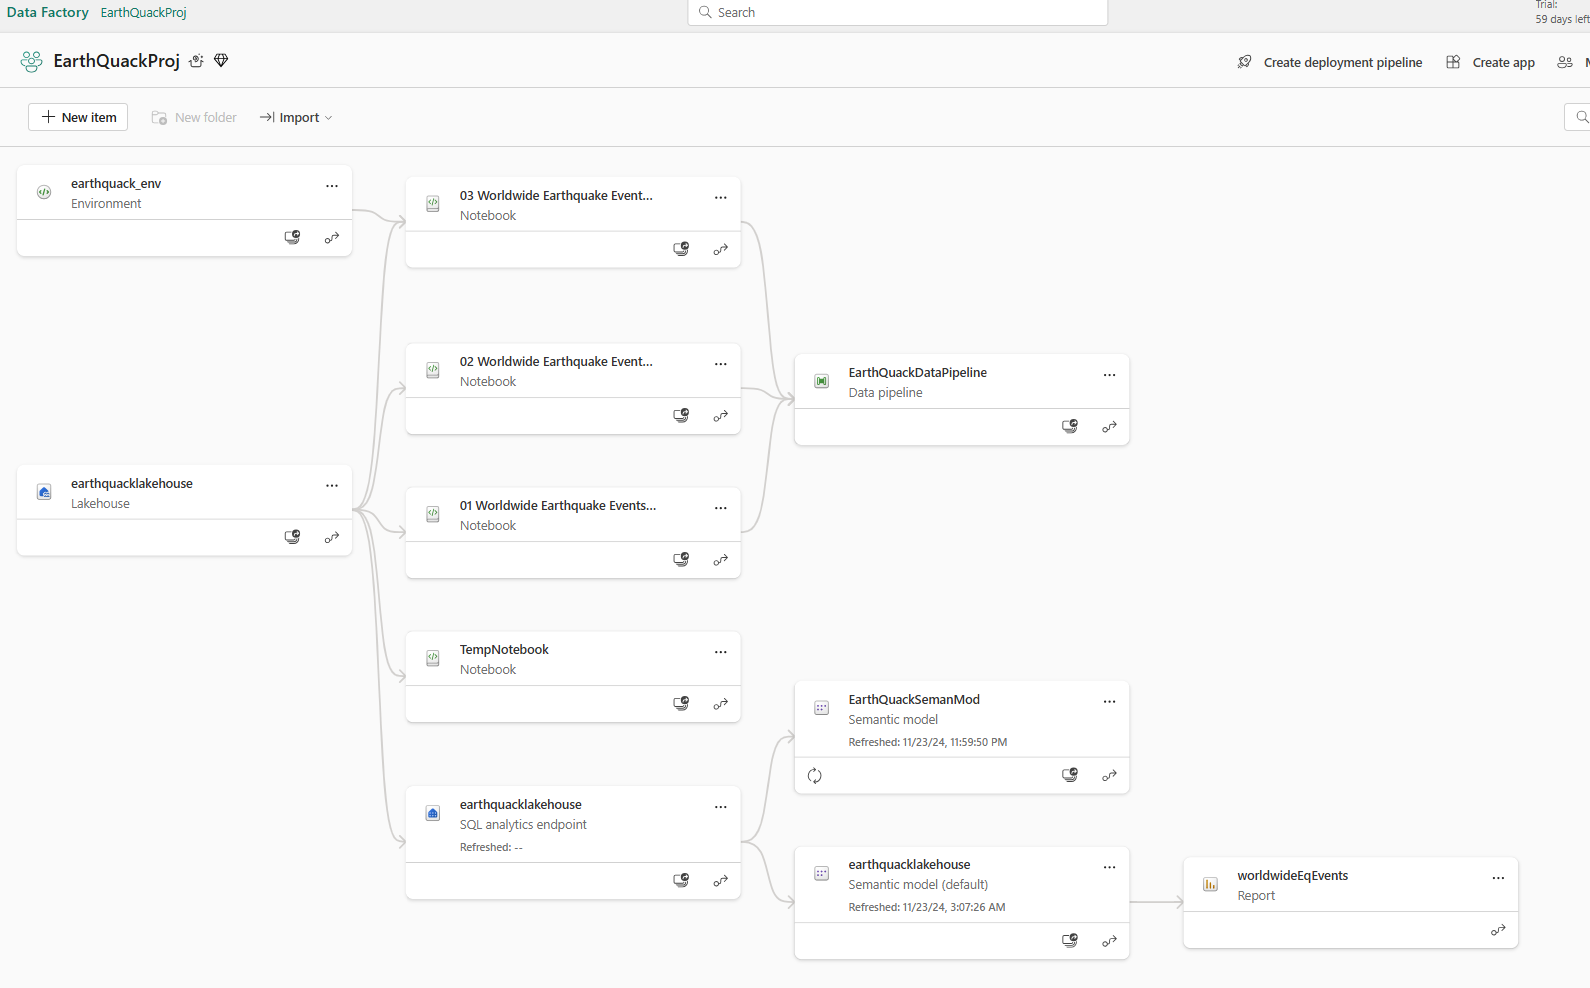 Data Factory EarthQuackProj
Search
Trial:
59 days left
EarthQuackProj
Create deployment pipeline
Create app
New item
New folder
Import
earthquack_env
Environment
03 Worldwide Earthquake Event...
Notebook
02 Worldwide Earthquake Event...
Notebook
EarthQuackDataPipeline
Data pipeline
earthquacklakehouse
Lakehouse
01 Worldwide Earthquake Events...
Notebook
TempNotebook
Notebook
EarthQuackSemanMod
Semantic model
Refreshed: 11/23/24, 11:59:50 PM
earthquacklakehouse
SQL analytics endpoint
Refreshed: --
earthquacklakehouse
Semantic model (default)
Refreshed: 11/23/24, 3:07:26 AM
worldwideEqEvents
Report